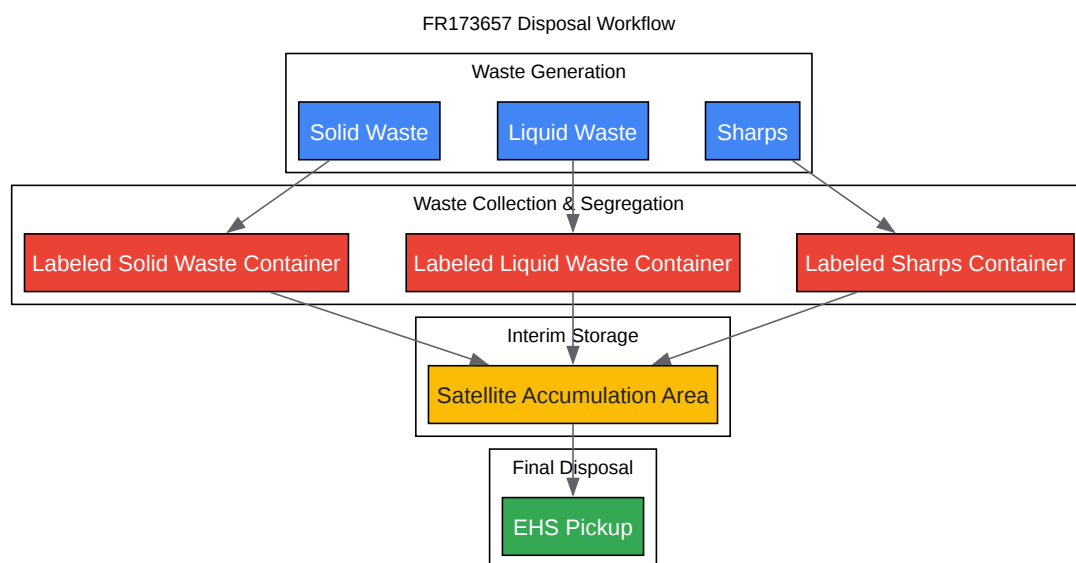 FR173657 Disposal Workflow
Waste Generation
Solid Waste
Liquid Waste
Sharps
Waste Collection & Segregation
Labeled Solid Waste Container
Labeled Liquid Waste Container
Labeled Sharps Container
Interim Storage
Satellite Accumulation Area
Final Disposal
EHS Pickup